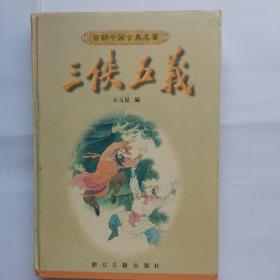 百部中国古典名著
三侠五義
石玉昆 编
浙江古籍出版社